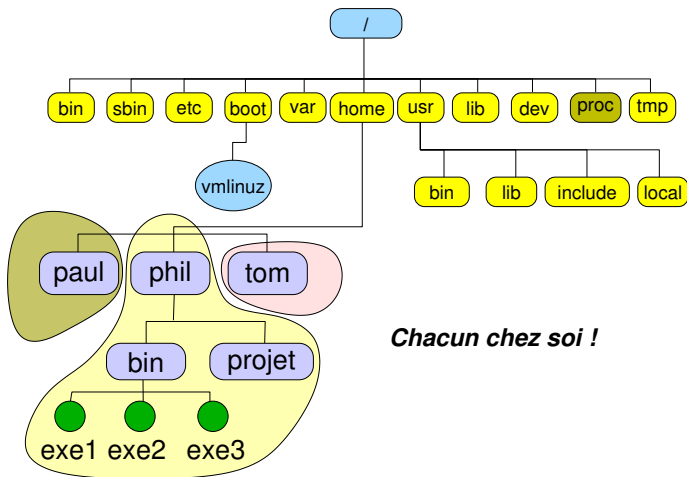 /
bin sbin etc boot var home usr lib dev proc tmp
vmlinuz bin lib include local
paul phil tom
Chacun chez soi !
bin projet
exe1 exe2 exe3